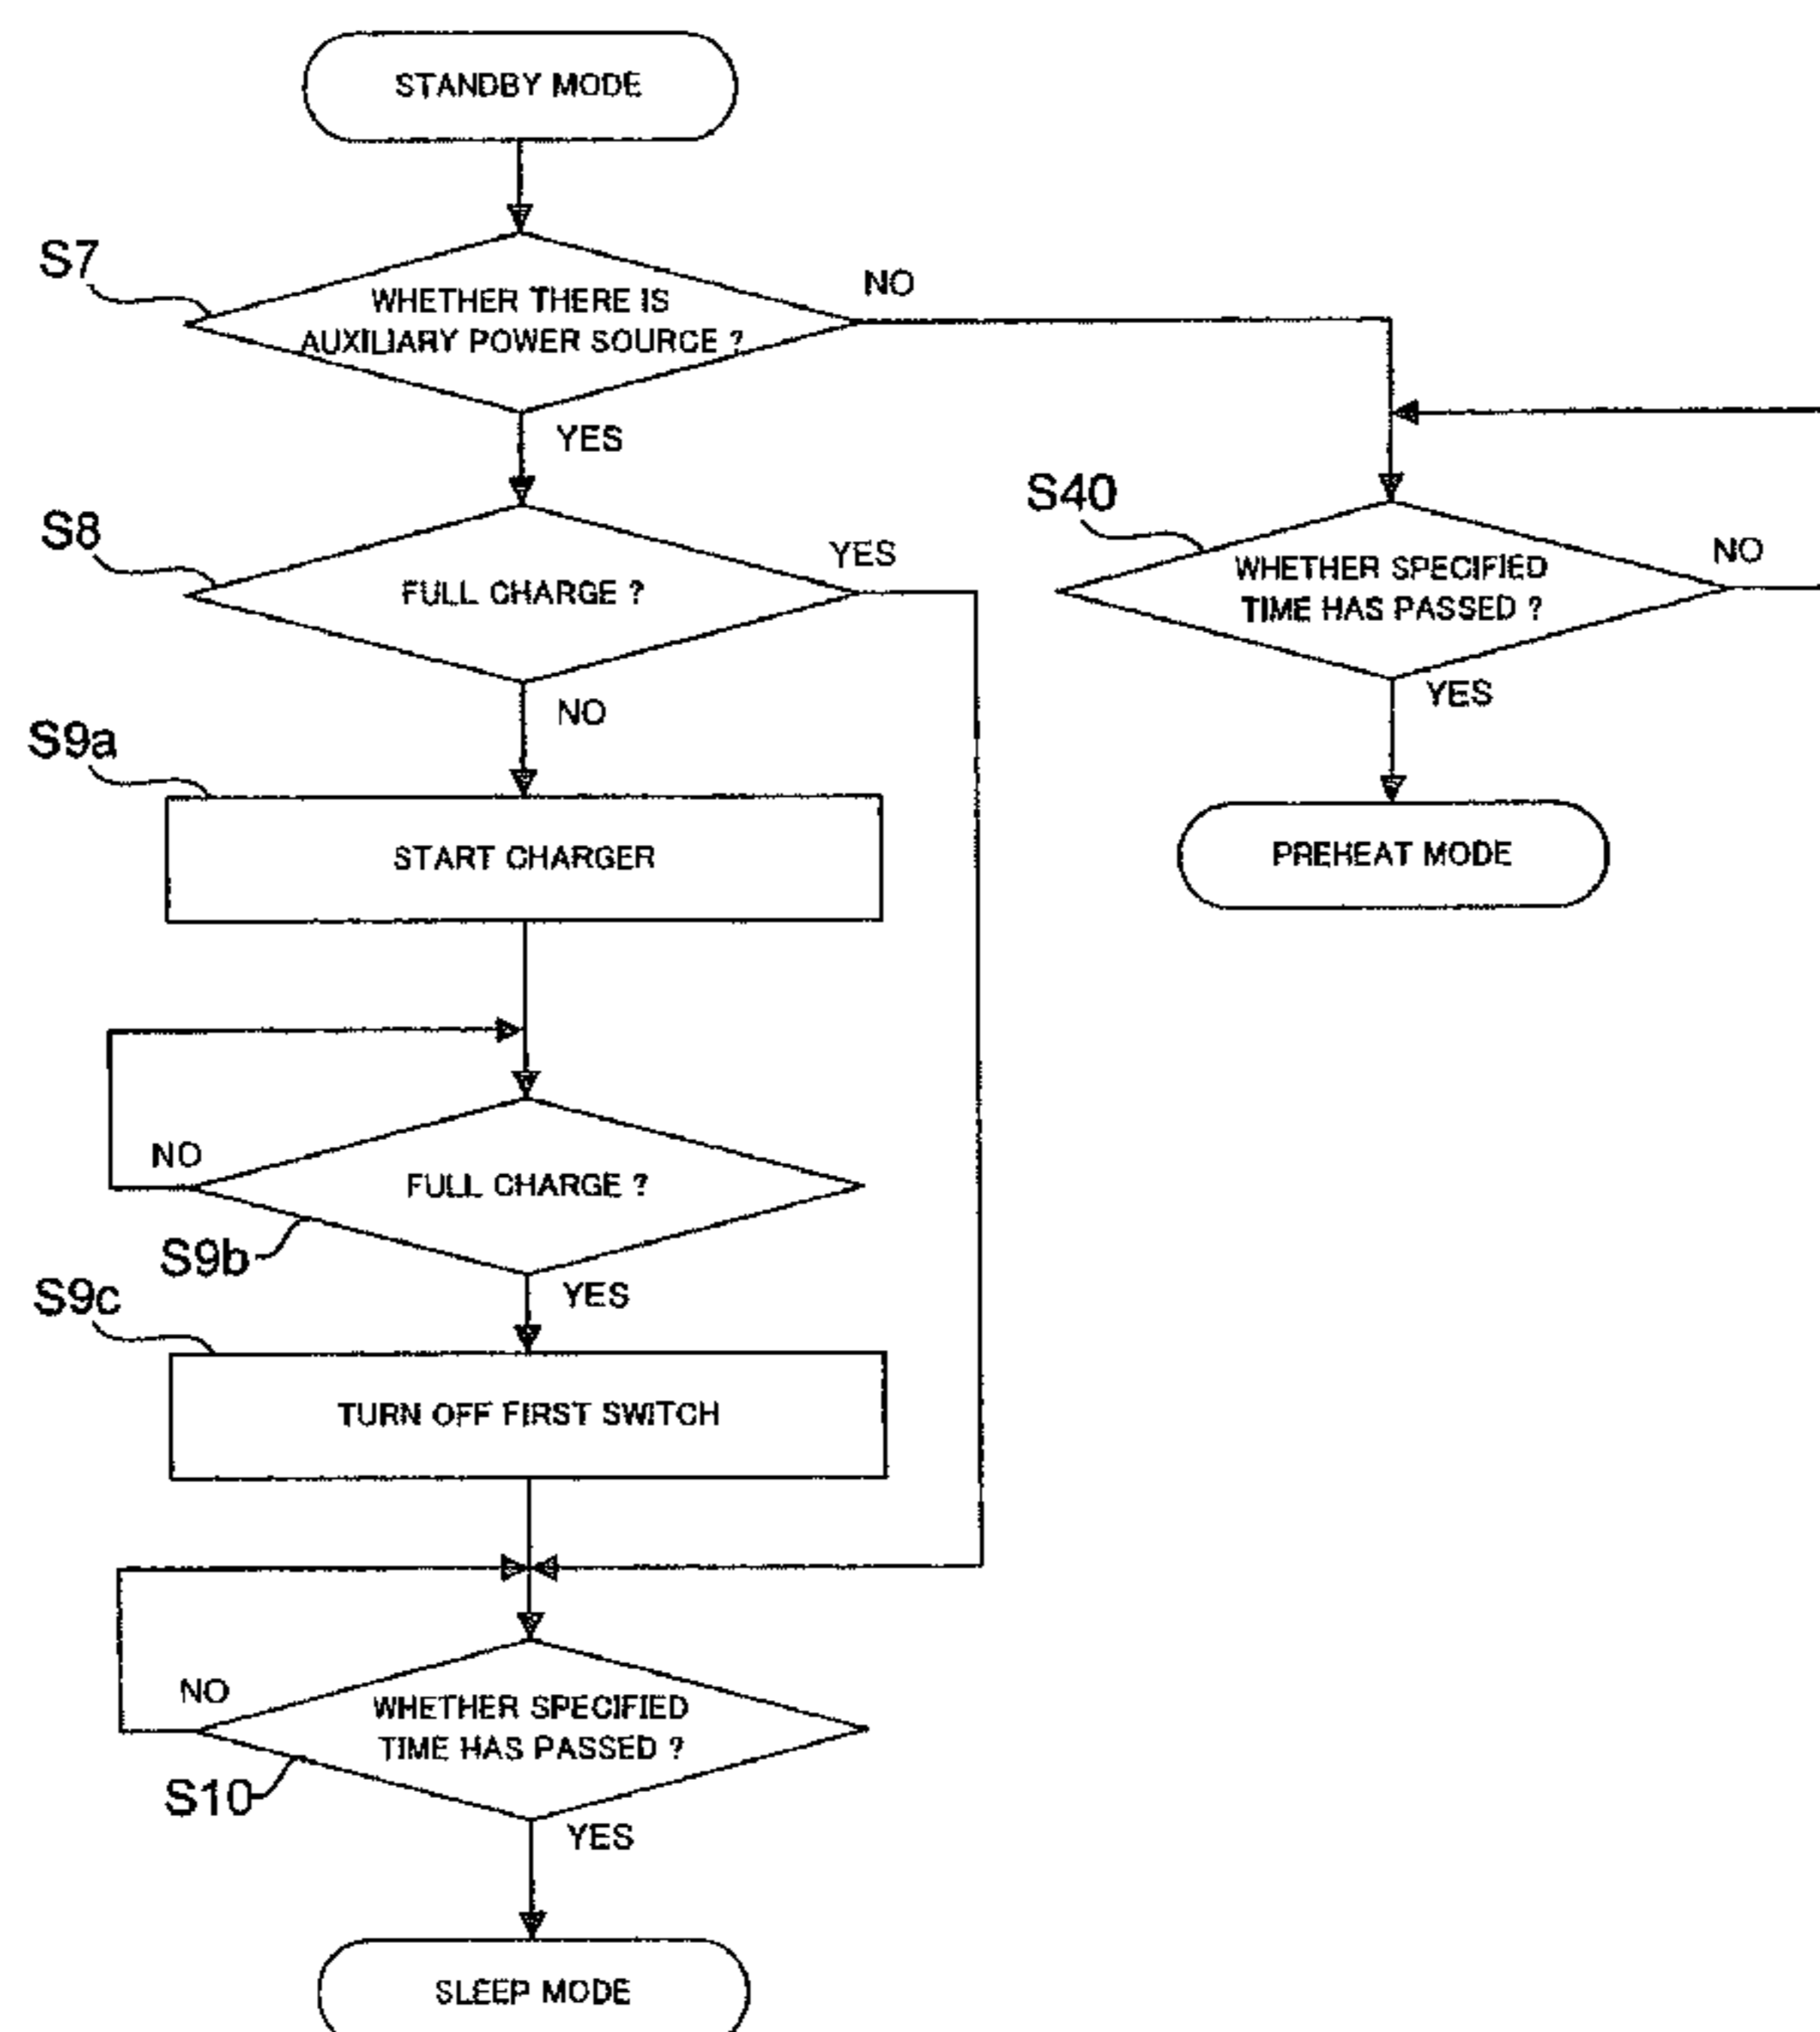 STANDBY MODE
S7
WHETHER THERE IS
AUXILIARY POWER SOURCE ?
NO
YES
S8
FULL CHARGE ?
YES
NO
S40
WHETHER SPECIFIED
TIME HAS PASSED ?
NO
YES
PREHEAT MODE
S9a
START CHARGER
NO
FULL CHARGE ?
S9b
YES
S9c
TURN OFF FIRST SWITCH
NO
WHETHER SPECIFIED
TIME HAS PASSED ?
S10
YES
SLEEP MODE